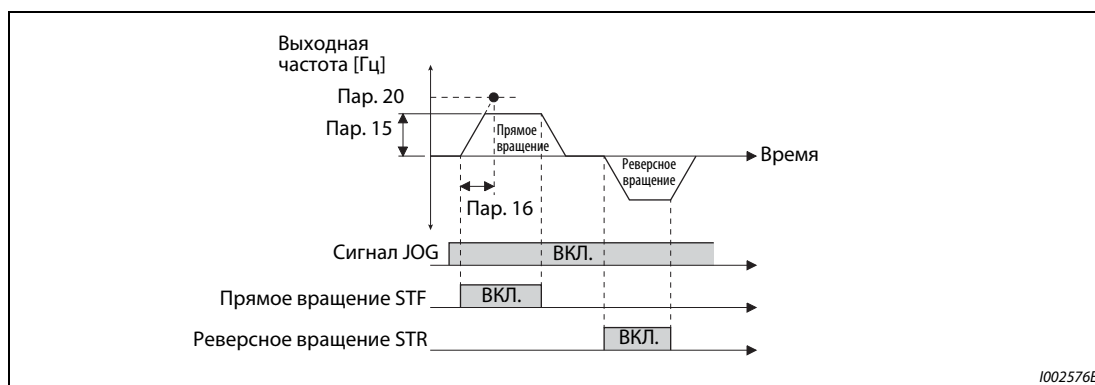 Выходная
частота [Гц]
Пар. 20
Пар. 15
Прямое
вращение
Время
Реверсное
вращение
Пар. 16
Сигнал JOG
ВКЛ.
Прямое вращение STF
ВКЛ.
Реверсное вращение STR
ВКЛ.
I002576E